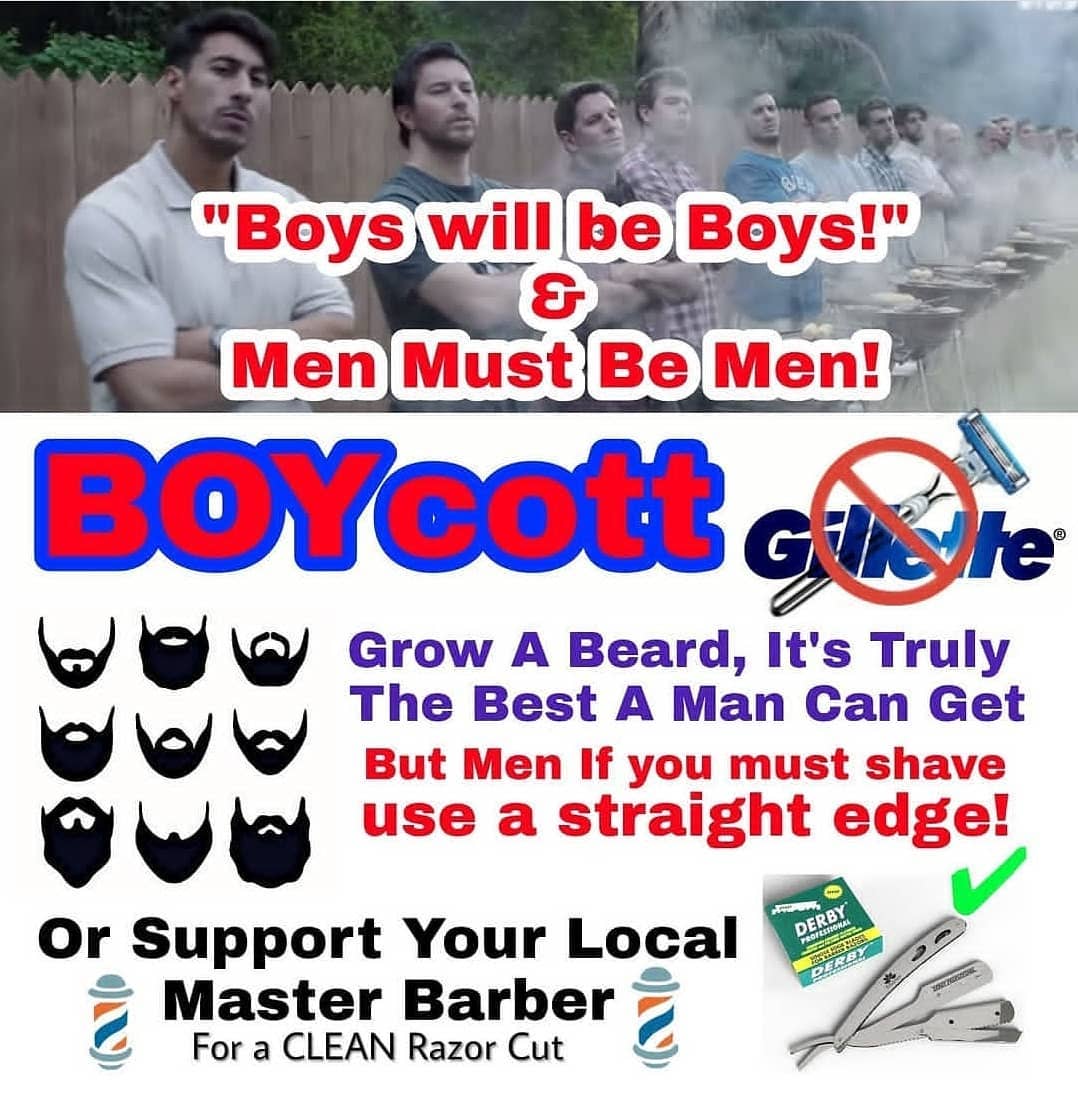 "Boys will be Boys!"
&
Men Must Be Men!
BOYcott
Gillette®
Grow A Beard, It's Truly
The Best A Man Can Get
But Men If you must shave
use a straight edge!
Or Support Your Local
Master Barber
For a CLEAN Razor Cut
DERBY
PROFESSIONAL
DERBY